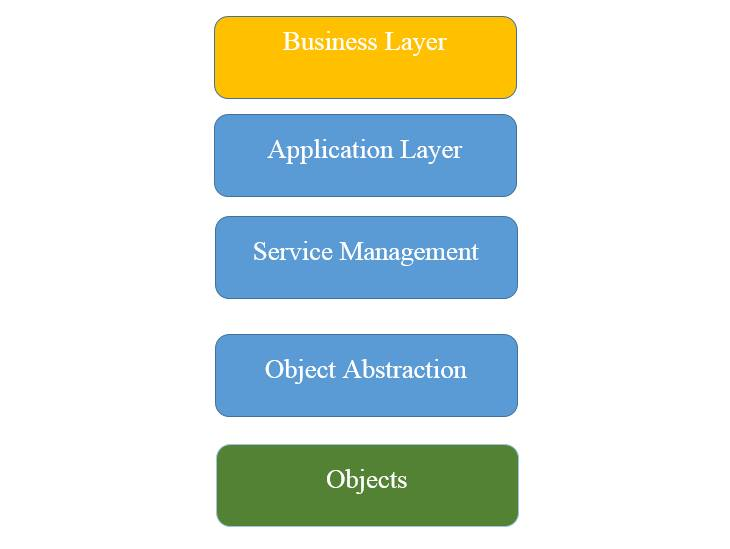 Business Layer
Application Layer
Service Management
Object Abstraction
Objects